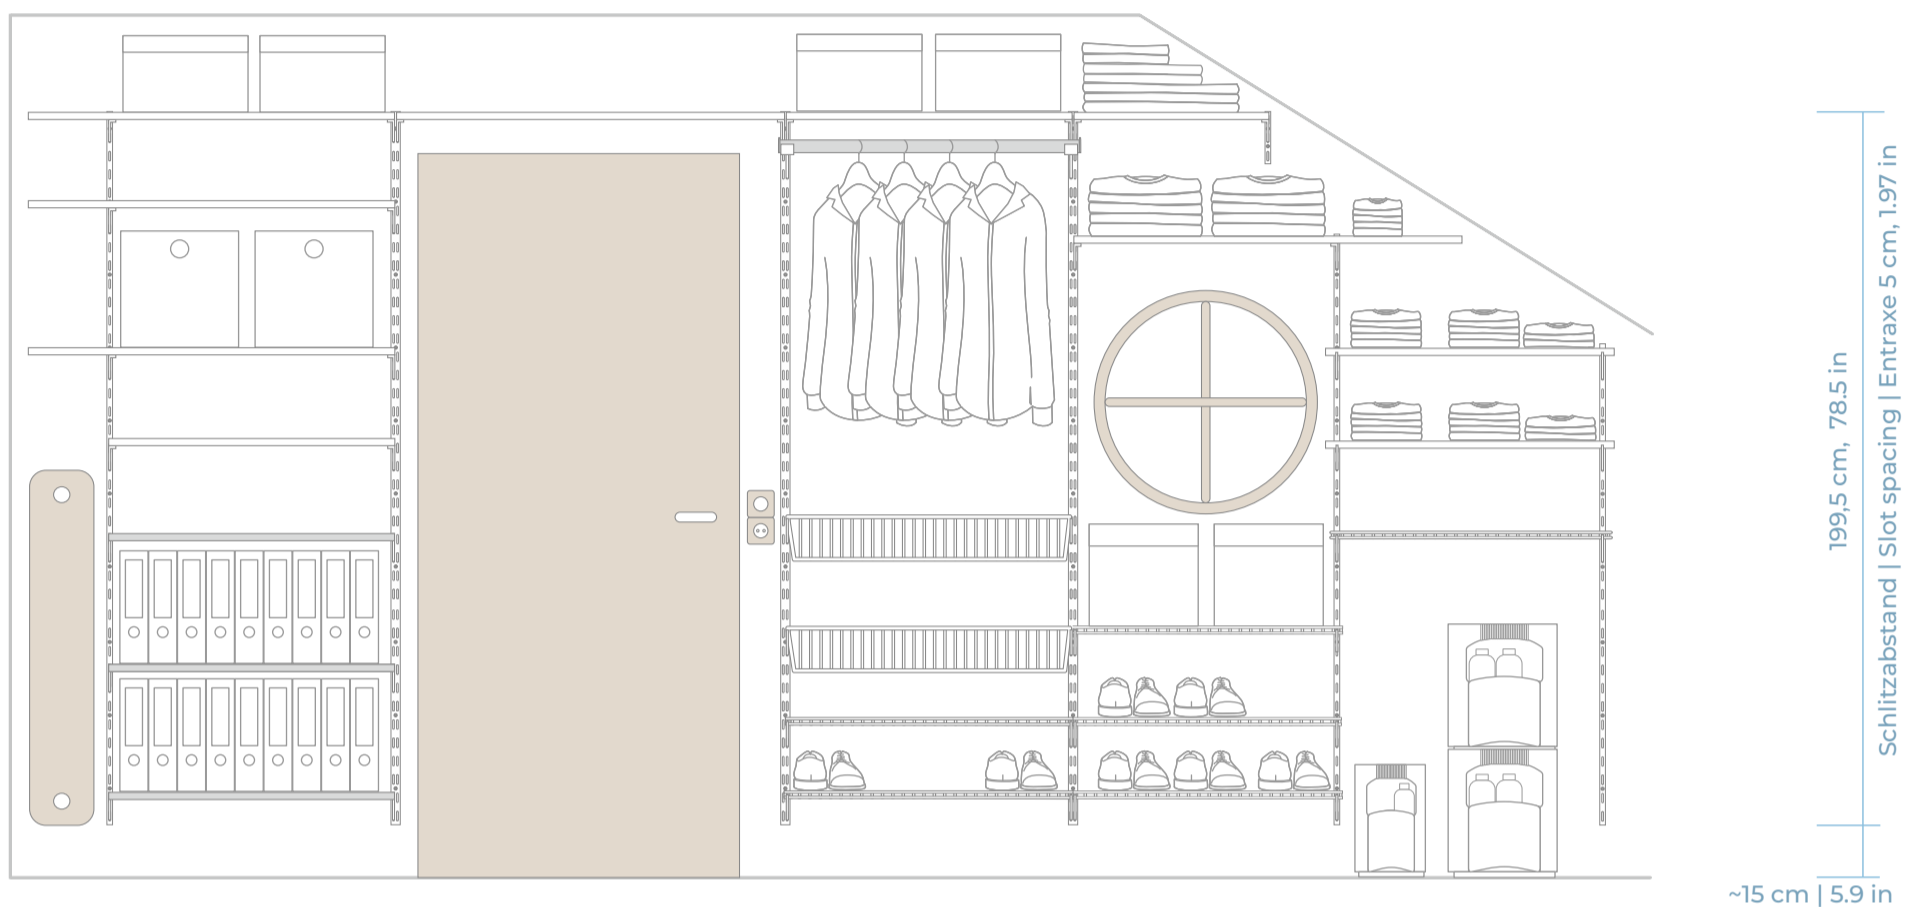 199,5 cm, 78.5 in
Schlitzabstand | Slot spacing | Entraxe 5 cm, 1.97 in
~15 cm | 5.9 in